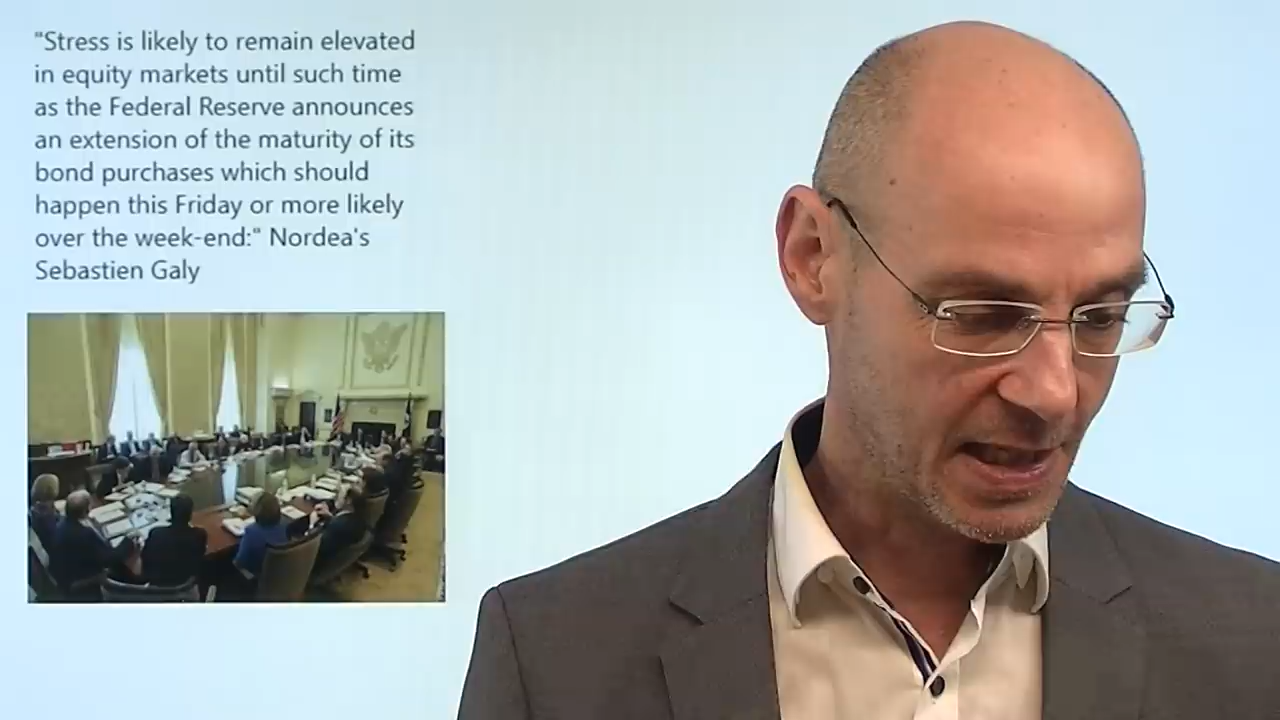 "Stress is likely to remain elevated
in equity markets until such time
as the Federal Reserve announces
an extension of the maturity of its
bond purchases which should
happen this Friday or more likely
over the week-end:" Nordea's
Sebastien Galy